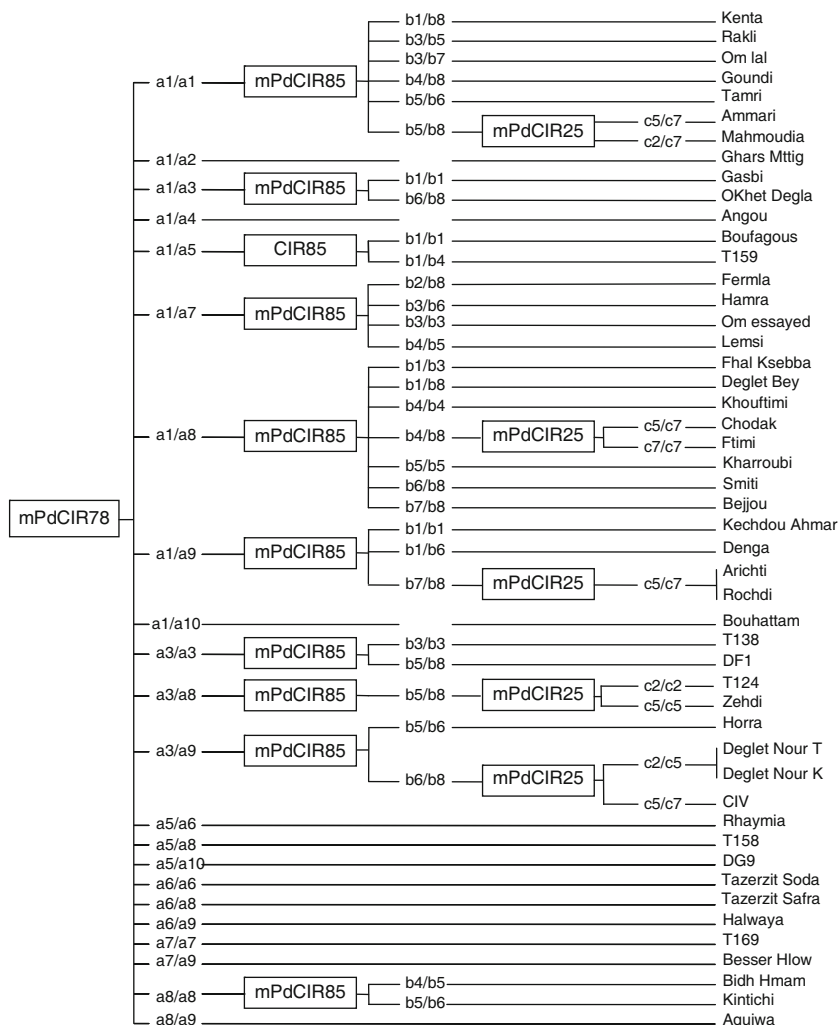 b1/b8 Kenta
b3/b5 Rakli
b3/b7 Om lal
a1/a1 mPdCIR85 b4/b8 Goundi
b5/b6 Tamri
c5/c7 Ammari
b5/b8 mPdCIR25
c2/c7 Mahmoudia
a1/a2 Ghars Mttig
b1/b1 Gasbi
a1/a3 mPdCIR85
b6/b8 OKhet Degla
a1/a4 Angou
b1/b1 Boufagous
a1/a5 CIR85
b1/b4 T159
b2/b8 Fermla
b3/b6 Hamra
a1/a7 mPdCIR85
b3/b3 Om essayed
b4/b5 Lemsi
b1/b3 Fhal Ksebba
b1/b8 Deglet Bey
b4/b4 Khouftimi
c5/c7 Chodak
a1/a8 mPdCIR85 b4/b8 mPdCIR25
c7/c7 Ftimi
b5/b5 Kharroubi
b6/b8 Smiti
b7/b8 Bejjou
mPdCIR78
b1/b1 Kechdou Ahmar
a1/a9 mPdCIR85 b1/b6 Denga
Arichti
b7/b8 mPdCIR25 c5/c7
Rochdi
a1/a10 Bouhattam
b3/b3 T138
a3/a3 mPdCIR85
b5/b8 DF1
c2/c2 T124
a3/a8 mPdCIR85 b5/b8 mPdCIR25
c5/c5 Zehdi
b5/b6 Horra
a3/a9 mPdCIR85
Deglet Nour T
c2/c5
Deglet Nour K
b6/b8 mPdCIR25
c5/c7 CIV
a5/a6 Rhaymia
a5/a8 T158
a5/a10 DG9
a6/a6 Tazerzit Soda
a6/a8 Tazerzit Safra
a6/a9 Halwaya
a7/a7 T169
a7/a9 Besser Hlow
b4/b5 Bidh Hmam
a8/a8 mPdCIR85
b5/b6 Kintichi
a8/a9 Aguiwa